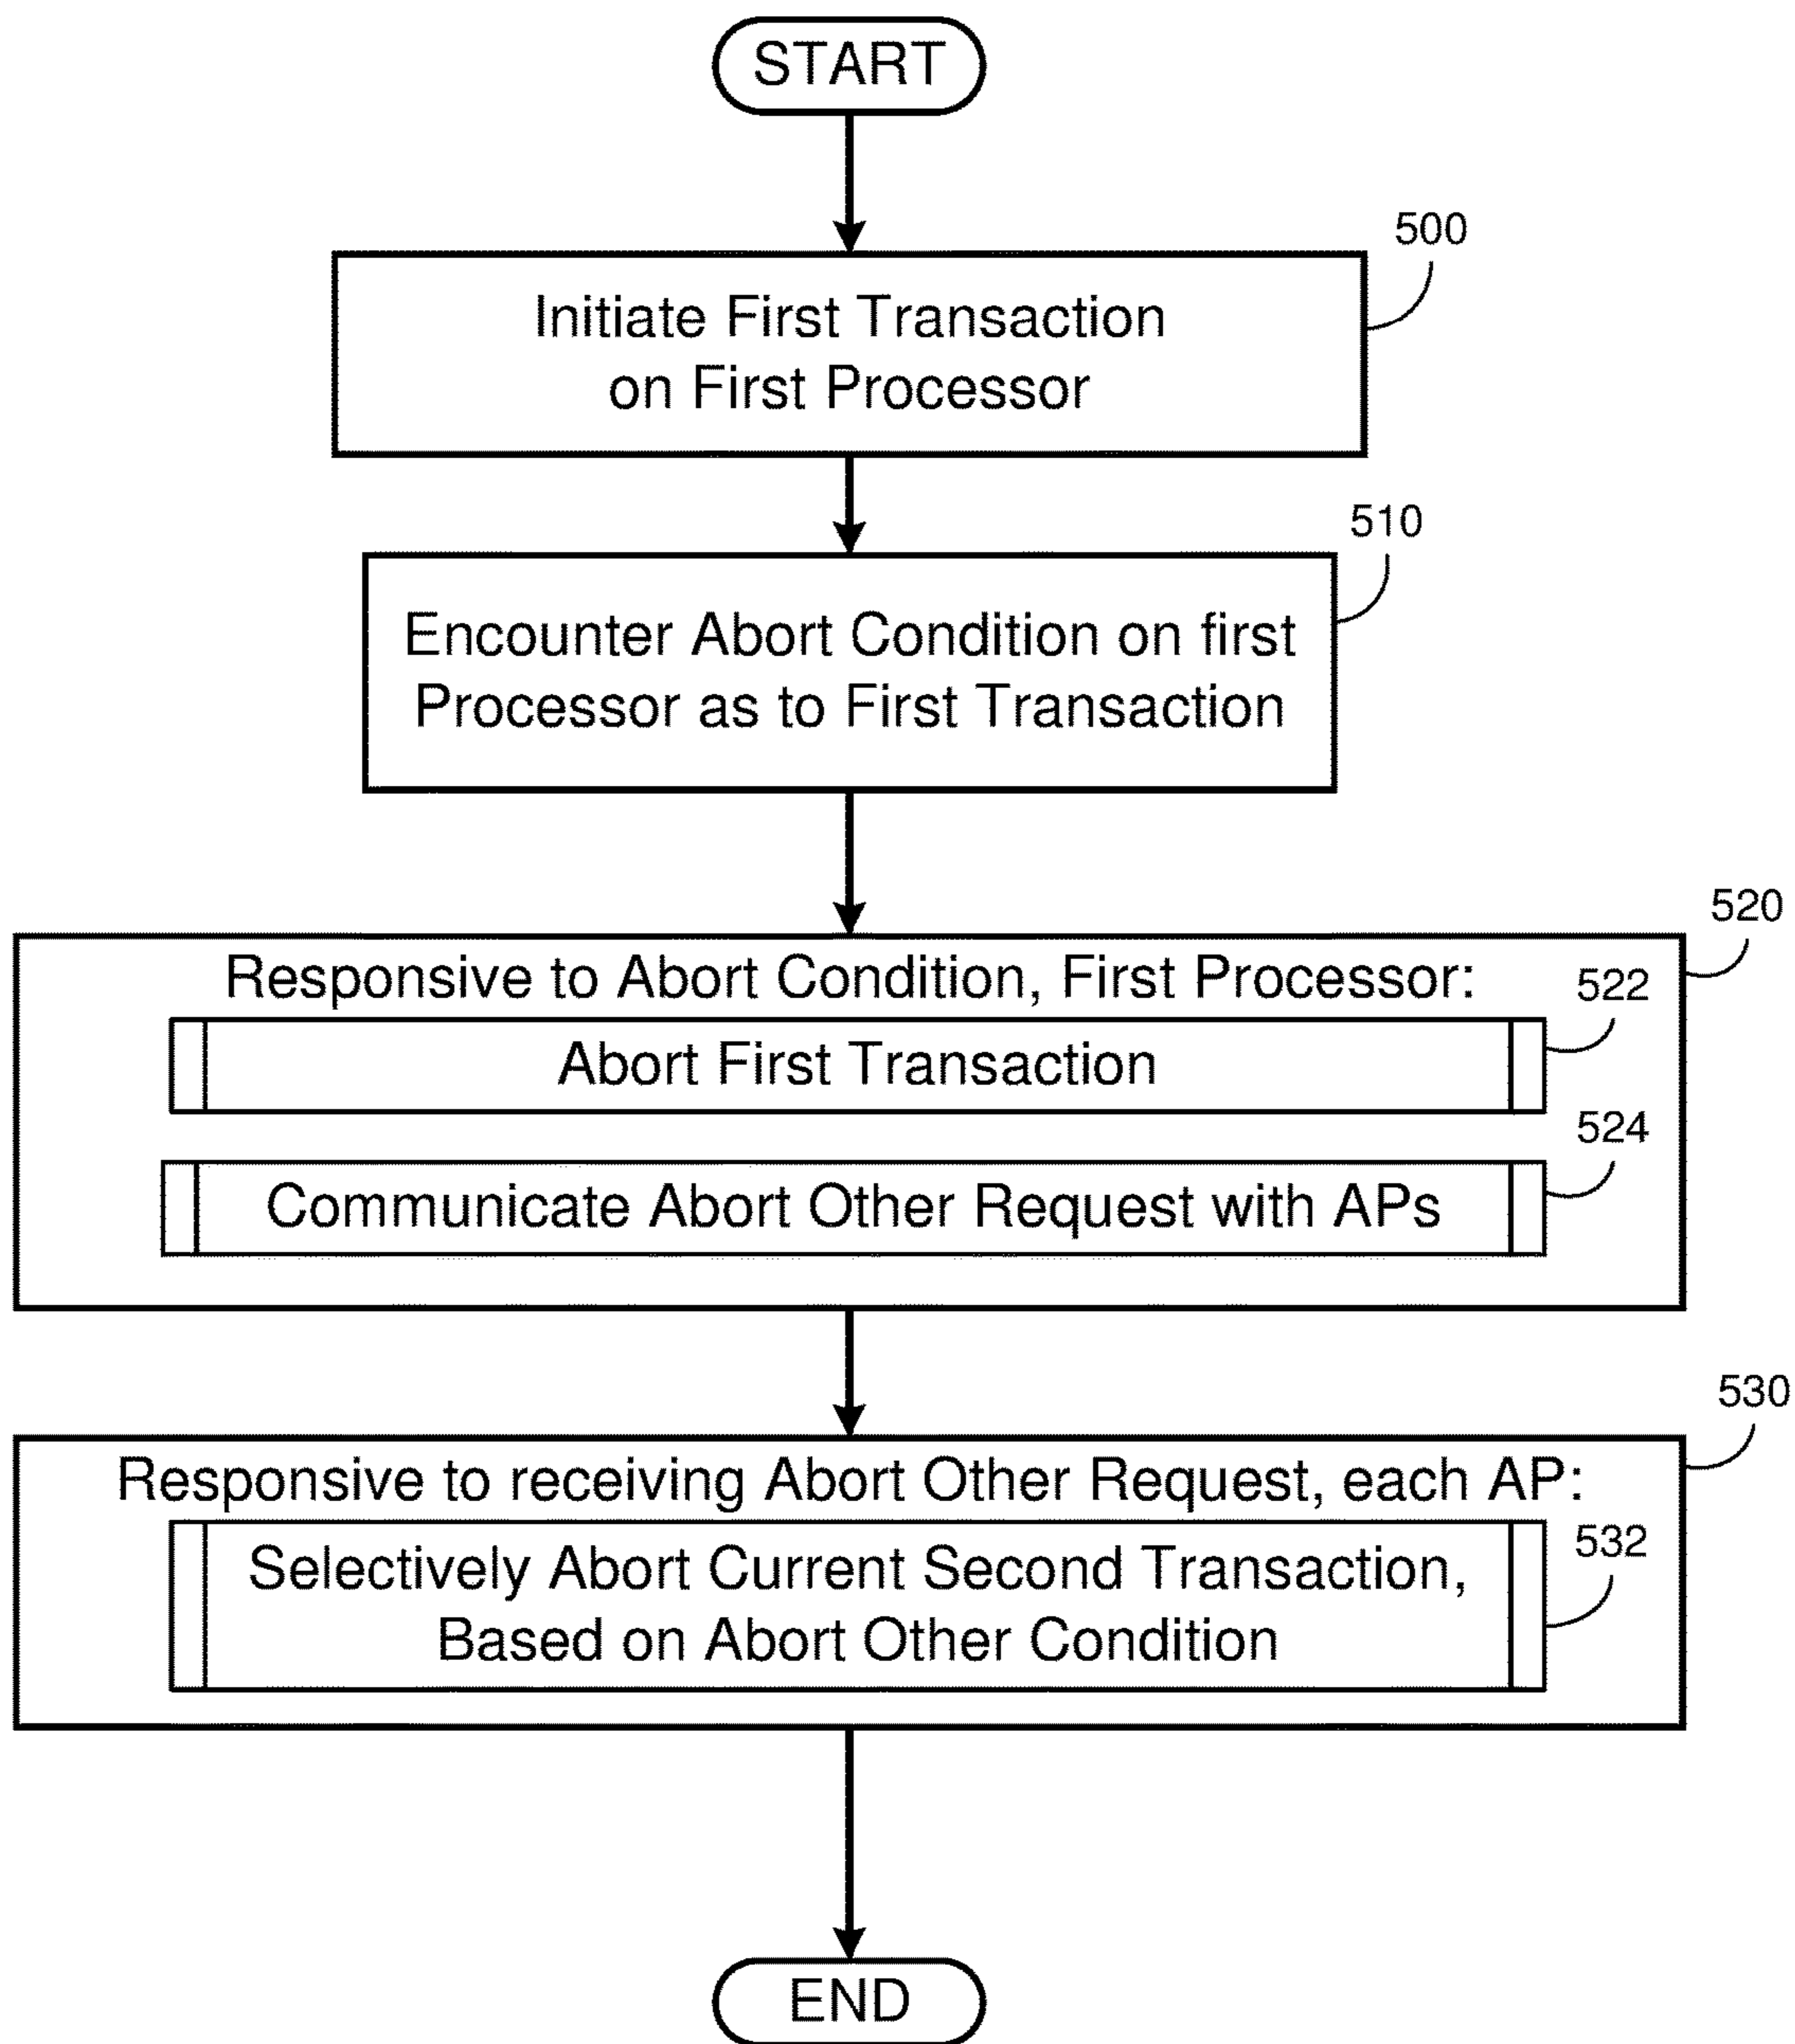 START
500
Initiate First Transaction
on First Processor
510
Encounter Abort Condition on first
Processor as to First Transaction
520
Responsive to Abort Condition, First Processor:
522
Abort First Transaction
524
Communicate Abort Other Request with APs
530
Responsive to receiving Abort Other Request, each AP:
532
Selectively Abort Current Second Transaction,
Based on Abort Other Condition
END